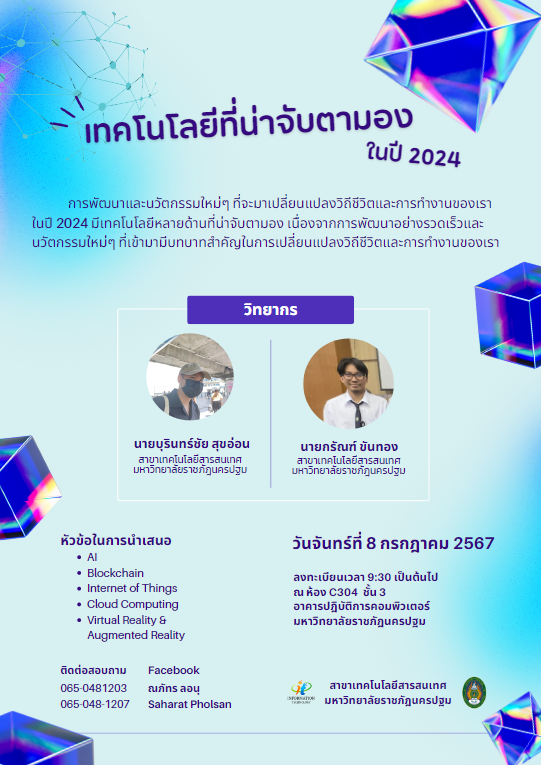 เทคโนโลยีที่น่าจับตามอง
ในปี 2024
การพัฒนาและนวัตกรรมใหม่ๆ ที่จะมาเปลี่ยนแปลงวิถีชีวิตและการทำงานของเรา
ในปี 2024 มีเทคโนโลยีหลายด้านที่น่าจับตามอง เนื่องจากการพัฒนาอย่างรวดเร็วและ
นวัตกรรมใหม่ๆ ที่เข้ามามีบทบาทสำคัญในการเปลี่ยนแปลงวิถีชีวิตและการทำงานของเรา
วิทยากร
นายนุรินทร์ชัย สุขอ่อน
สาขาเทคโนโลยีสารสนเทศ
มหาวิทยาลัยราชภัฏนครปฐม
นายกรัณฑ์ ขันทอง
สาขาเทคโนโลยีสารสนเทศ
มหาวิทยาลัยราชภัฏนครปฐม
หัวข้อในการนำเสนอ
• AI
• Blockchain
• Internet of Things
• Cloud Computing
• Virtual Reality &
Augmented Reality
วันจันทร์ที่ 8 กรกฎาคม 2567
ลงทะเบียนเวลา 9:30 เป็นต้นไป
ณ ห้อง C304 ชั้น 3
อาคารปฏิบัติการคอมพิวเตอร์
มหาวิทยาลัยราชภัฏนครปฐม
ติดต่อสอบถาม
065-0481203
065-048-1207
Facebook
ณภัทร ลอนุ
Saharat Pholsan
INFORMATION
TECHNOLOGY
สาขาเทคโนโลยีสารสนเทศ
มหาวิทยาลัยราชภัฏนครปฐม